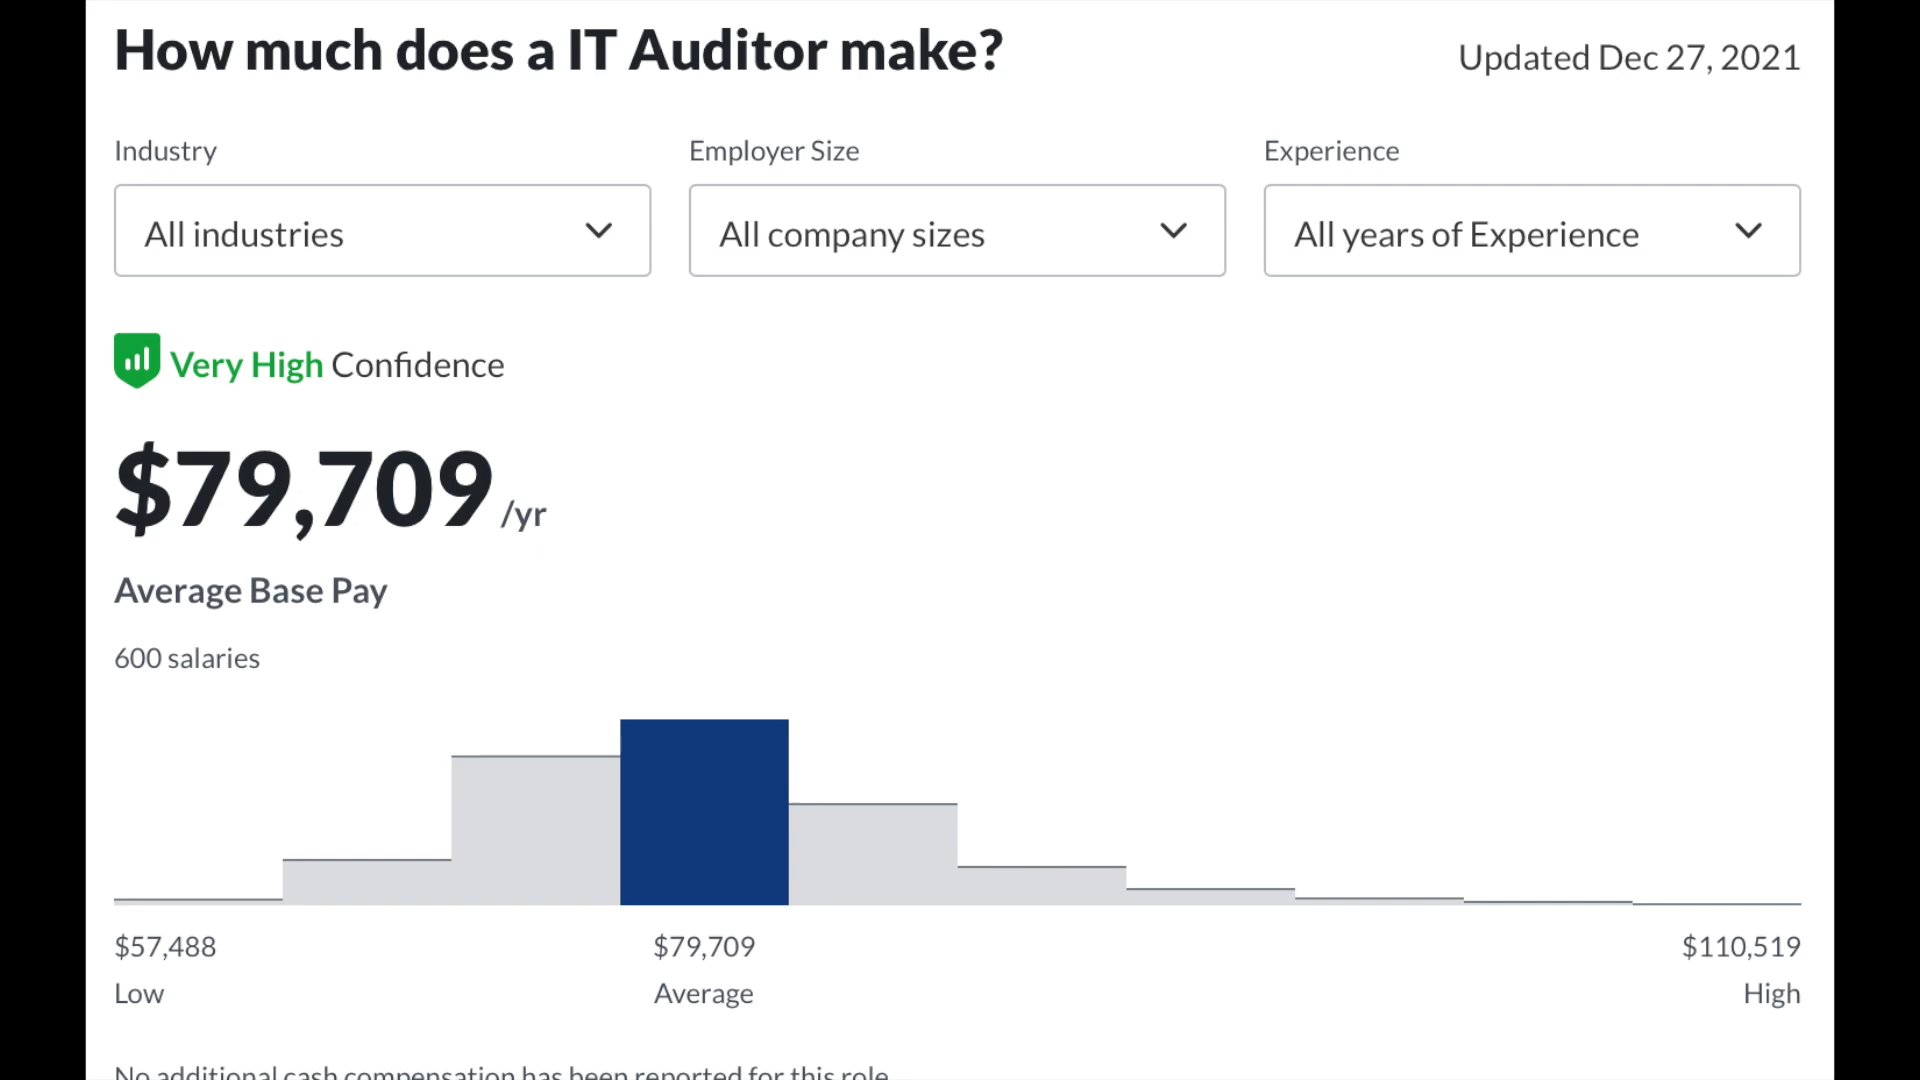 How much does a IT Auditor make?
Updated Dec 27, 2021
Industry
Employer Size
Experience
All industries
All company sizes
All years of Experience
Very High Confidence
$79,709 /yr
Average Base Pay
600 salaries
$57,488
$79,709
$110,519
Low
Average
High
No additional cash compensation has been reported for this role